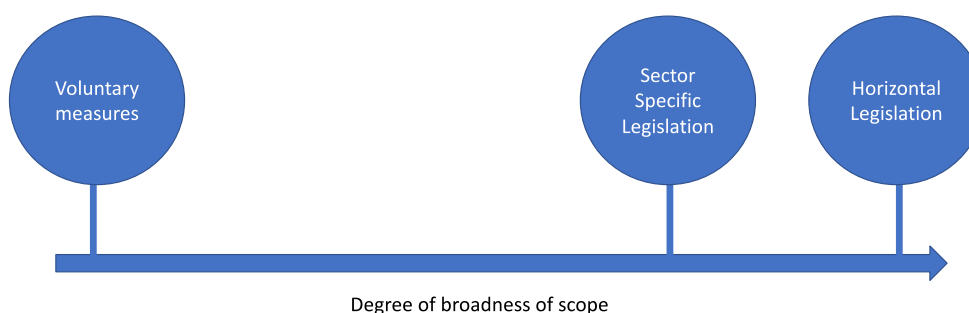 Voluntary
measures
Sector
Specific
Legislation
Horizontal
Legislation
Degree of broadness of scope